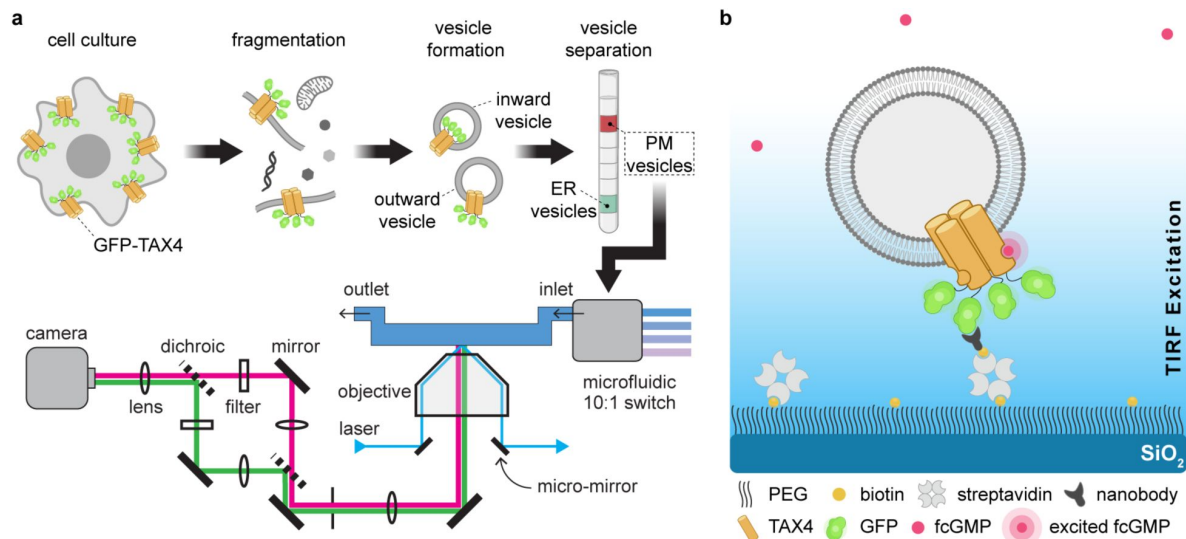 a
cell culture
fragmentation
vesicle
formation
vesicle
separation
inward
vesicle
outward
vesicle
PM
vesicles
ER
vesicles
GFP-TAX4
outlet
inlet
camera
dichroic
mirror
lens
filter
objective
laser
microfluidic
10:1 switch
micro-mirror
b
TIRF Excitation
SiO2
PEG
biotin
streptavidin
nanobody
TAX4
GFP
fcGMP
excited fcGMP